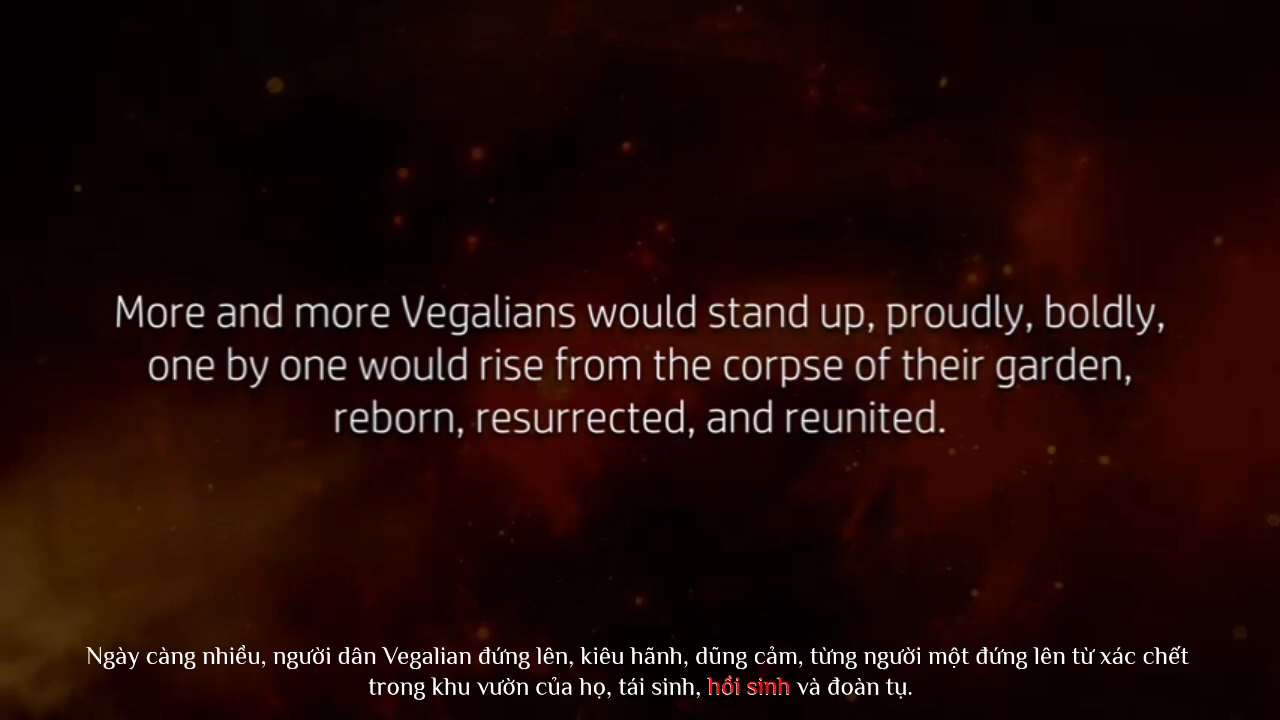 More and more Vegalians would stand up, proudly, boldly,
one by one would rise from the corpse of their garden,
reborn, resurrected, and reunited.
Ngày càng nhiều, người dân Vegalian đứng lên, kiêu hãnh, dũng cảm, từng người một đứng lên từ xác chết
trong khu vườn của họ, tái sinh, hồi sinh và đoàn tụ.